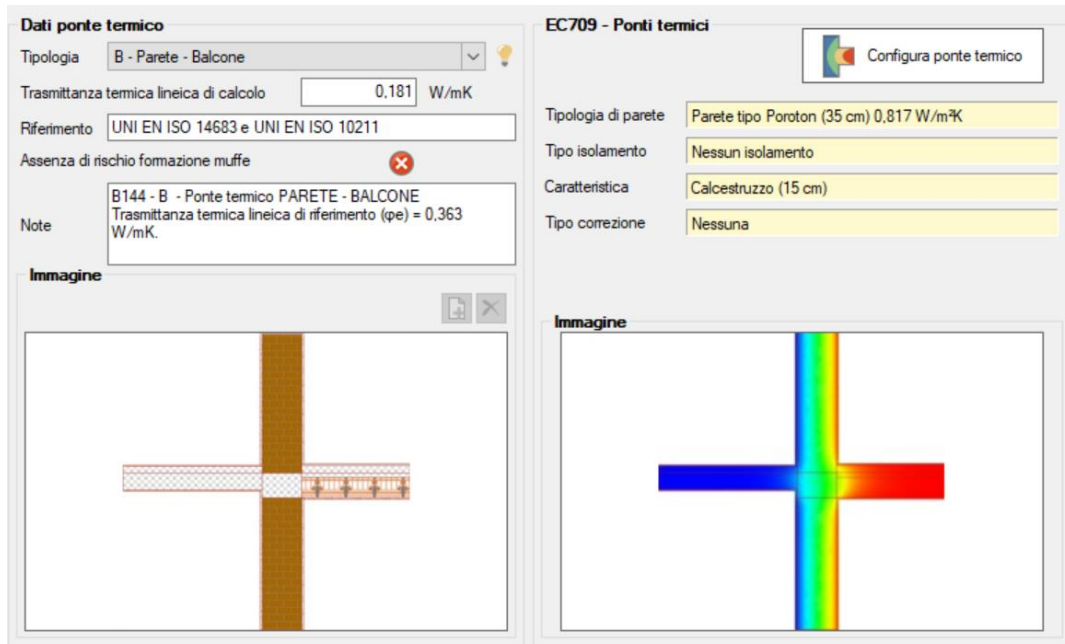 Dati ponte termico
Tipologia B - Parete - Balcone
Trasmittanza termica lineica di calcolo 0,181 W/mK
Riferimento UNI EN ISO 14683 e UNI EN ISO 10211
Assenza di rischio formazione muffe
Note
B144 - B - Ponte termico PARETE - BALCONE
Trasmittanza termica lineica di riferimento (φe) = 0,363
W/mK.
Immagine
EC709 - Ponti termici
Configura ponte termico
Tipologia di parete Parete tipo Poroton (35 cm) 0,817 W/m²K
Tipo isolamento Nessun isolamento
Caratteristica Calcestruzzo (15 cm)
Tipo correzione Nessuna
Immagine